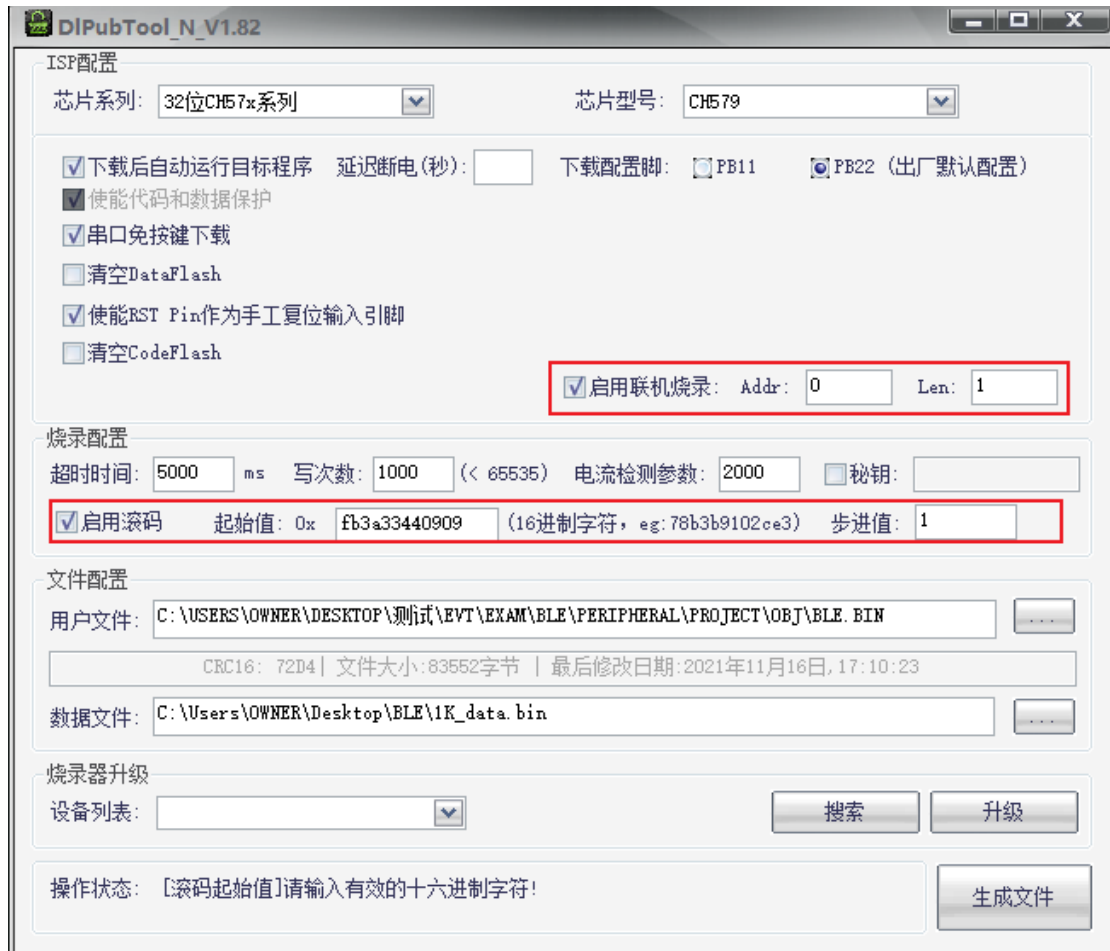 DlPubTool_N_V1.82
ISP配置
芯片系列: 32位CH57x系列 芯片型号: CH579
下载后自动运行目标程序 延迟断电(秒): 下载配置脚: PB11 PB22 (出厂默认配置)
使能代码和数据保护
串口免按键下载
清空DataFlash
使能RST Pin作为手工复位输入引脚
清空CodeFlash
启用联机烧录: Addr: 0 Len: 1
烧录配置
超时时间: 5000 ms 写次数: 1000 (< 65535) 电流检测参数: 2000 秘钥:
启用滚码 起始值: 0x fb3a33440909 (16进制字符，eg:78b3b9102ce3) 步进值: 1
文件配置
用户文件: C:\USERS\OWNER\DESKTOP\测试\EVT\EXAM\BLE\PERIPHERAL\PROJECT\OBJ\BLE.BIN ...
CRC16: 72D4| 文件大小:83552字节 | 最后修改日期:2021年11月16日,17:10:23
数据文件: C:\Users\OWNER\Desktop\BLE\1K_data.bin ...
烧录器升级
设备列表: 搜索 升级
操作状态: [滚码起始值]请输入有效的十六进制字符! 生成文件